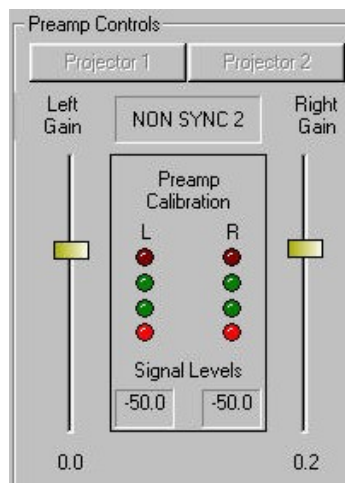 Preamp Controls
Projector 1 Projector 2
Left Gain
NON SYNC 2
Right Gain
Preamp
Calibration
L R
Signal Levels
-50.0 -50.0
0.0 0.2